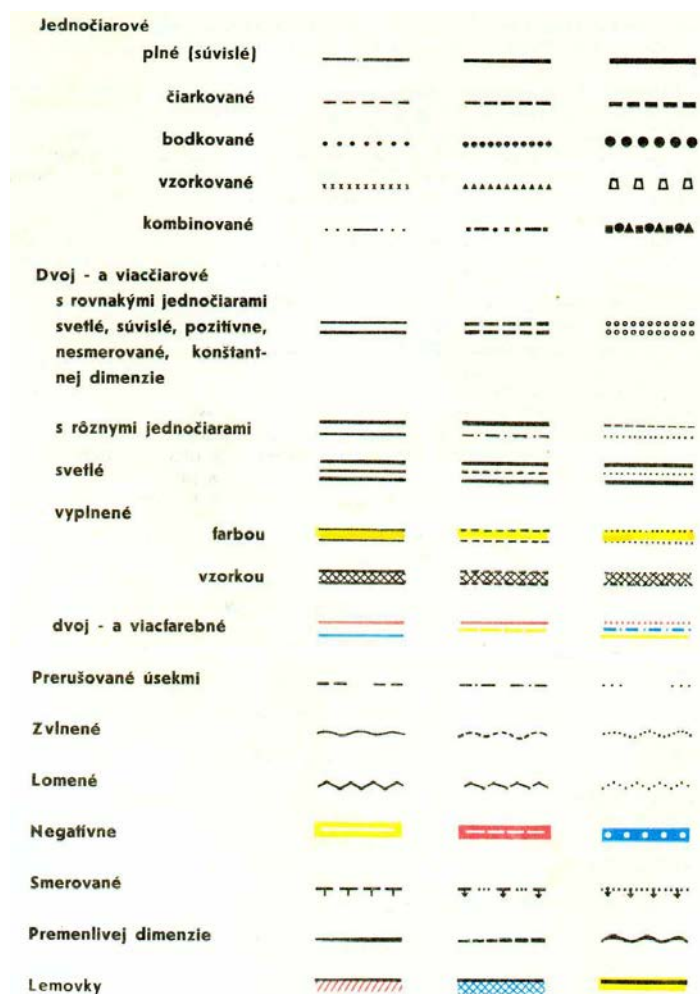 Jednočiarové
plné (súvislé)
čiarkované
bodkované
vzorkované
kombinované
Dvoj - a viacčiarové
s rovnakými jednočiarami
svetlé, súvislé, pozitívne,
nesmerované, konštant-
nej dimenzie
s rôznymi jednočiarami
svetlé
vyplnené
farbou
vzorkou
dvoj - a viacfarebné
Prerušované úsekmi
Zvlnené
Lomené
Negatívne
Smerované
Premenlivej dimenzie
Lemovky